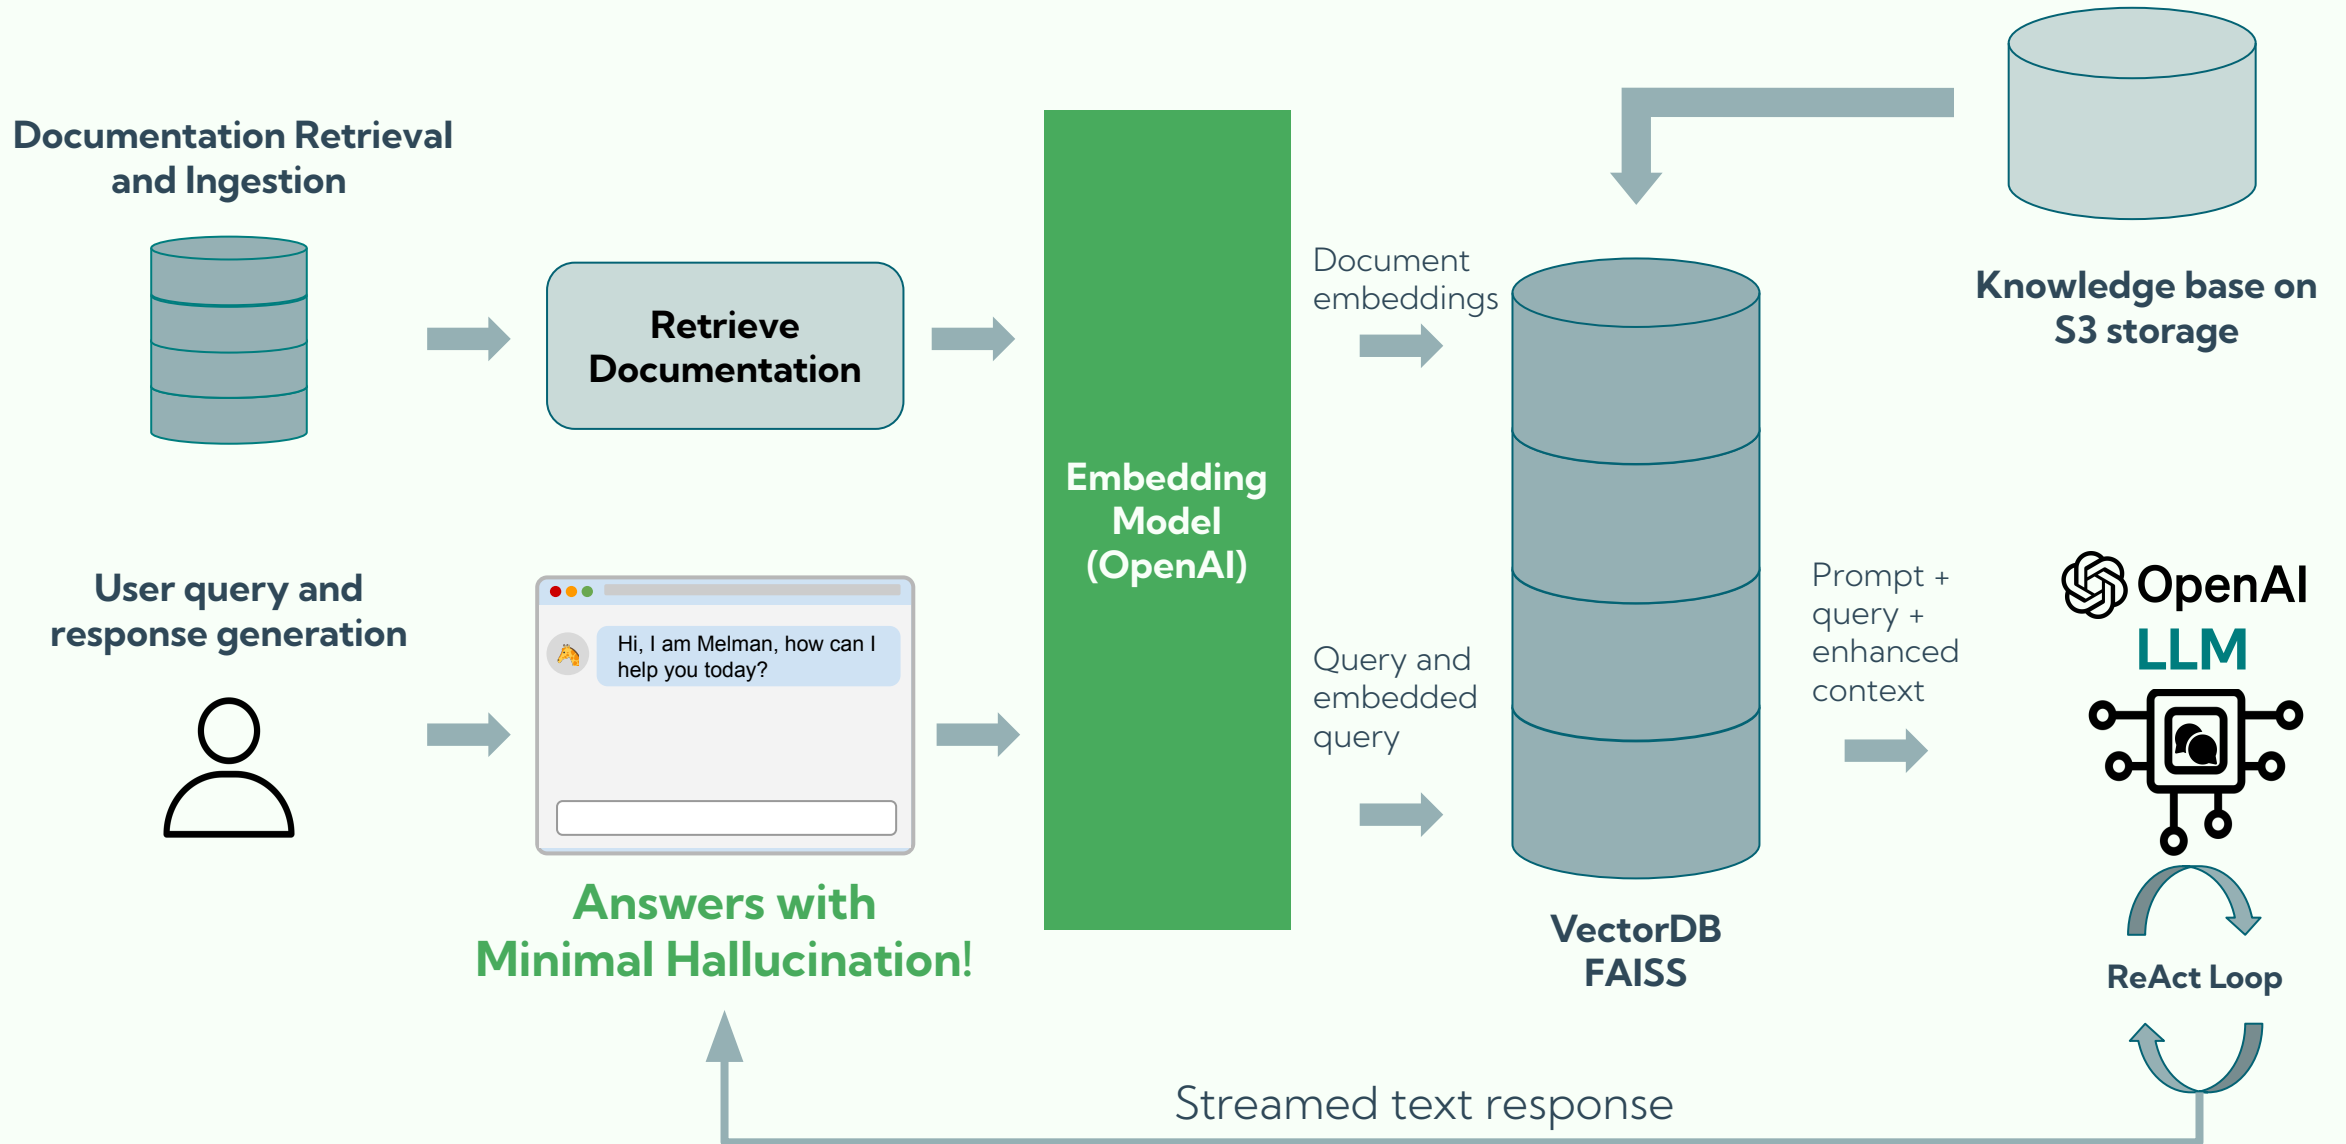 Documentation Retrieval
and Ingestion
Retrieve
Documentation
Embedding
Model
(OpenAI)
Document
embeddings
Knowledge base on
S3 storage
User query and
response generation
Hi, I am Melman, how can I
help you today?
Answers with
Minimal Hallucination!
Query and
embedded
query
VectorDB
FAISS
Prompt +
query +
enhanced
context
OpenAI
LLM
ReAct Loop
Streamed text response